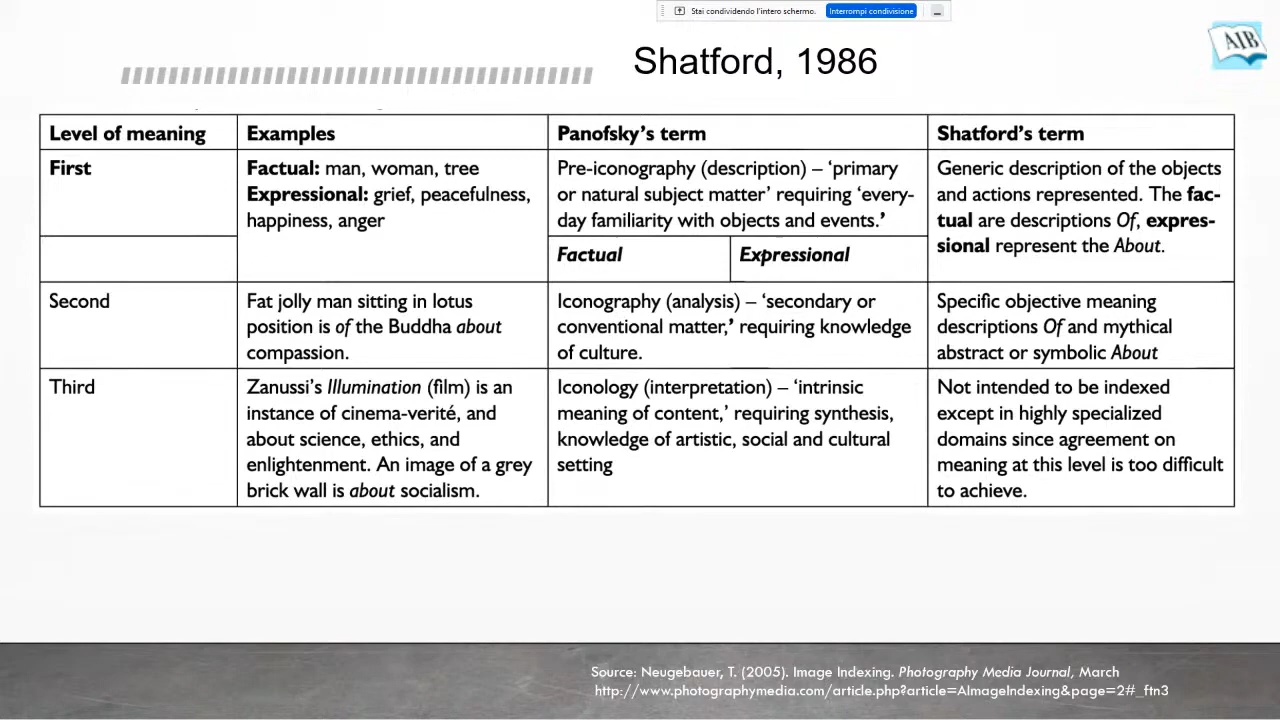 Stai condividendo l'intero schermo. Interrompi condivisione
AIB
Shatford, 1986
Level of meaning
Examples
Panofsky's term
Shatford's term
First
Factual: man, woman, tree
Expressional: grief, peacefulness,
happiness, anger
Pre-iconography (description) – 'primary
or natural subject matter' requiring 'every-
day familiarity with objects and events.'
Factual
Expressional
Generic description of the objects
and actions represented. The fac-
tual are descriptions Of, expres-
sional represent the About.
Second
Fat jolly man sitting in lotus
position is of the Buddha about
compassion.
Iconography (analysis) – 'secondary or
conventional matter,' requiring knowledge
of culture.
Specific objective meaning
descriptions Of and mythical
abstract or symbolic About
Third
Zanussi's Illumination (film) is an
instance of cinema-verité, and
about science, ethics, and
enlightenment. An image of a grey
brick wall is about socialism.
Iconology (interpretation) – 'intrinsic
meaning of content,' requiring synthesis,
knowledge of artistic, social and cultural
setting
Not intended to be indexed
except in highly specialized
domains since agreement on
meaning at this level is too difficult
to achieve.
Source: Neugebauer, T. (2005). Image Indexing. Photography Media Journal, March
http://www.photographymedia.com/article.php?article=AImageIndexing&page=2#_ftn3